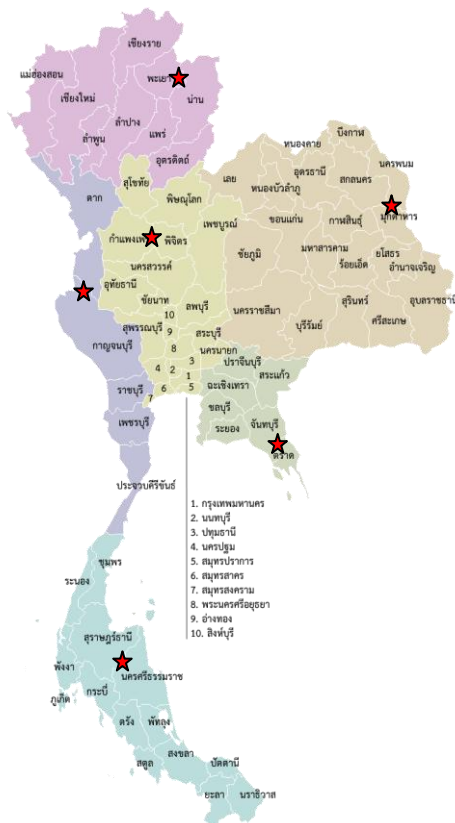 เชียงราย
แม่ฮ่องสอน
พะเยา
เชียงใหม่
น่าน
ลำปาง
แพร่
ลำพูน
อุตรดิตถ์
บึงกาฬ
หนองคาย
เลย
อุดรธานี
นครพนม
สุโขทัย
หนองบัวลำภู
สกลนคร
ตาก
พิษณุโลก
เพชรบูรณ์
ขอนแก่น
กาฬสินธุ์
มุกดาหาร
กำแพงเพชร
พิจิตร
มหาสารคาม
ยโสธร
ชัยภูมิ
ร้อยเอ็ด
อำนาจเจริญ
นครสวรรค์
อุทัยธานี
ชัยนาท
ลพบุรี
นครราชสีมา
สุรินทร์
อุบลราชธานี
10
สุพรรณบุรี
9
สระบุรี
บุรีรัมย์
ศรีสะเกษ
กาญจนบุรี
8
นครนายก
3
ปราจีนบุรี
4
2
สระแก้ว
1
ราชบุรี
6
5
ฉะเชิงเทรา
7
ชลบุรี
เพชรบุรี
ระยอง
จันทบุรี
ตราด
ประจวบคีรีขันธ์
1. กรุงเทพมหานคร
2. นนทบุรี
3. ปทุมธานี
4. นครปฐม
5. สมุทรปราการ
6. สมุทรสาคร
7. สมุทรสงคราม
8. พระนครศรีอยุธยา
9. อ่างทอง
10. สิงห์บุรี
ชุมพร
ระนอง
สุราษฎร์ธานี
พังงา
นครศรีธรรมราช
กระบี่
ภูเก็ต
ตรัง
พัทลุง
สตูล
สงขลา
ปัตตานี
ยะลา
นราธิวาส